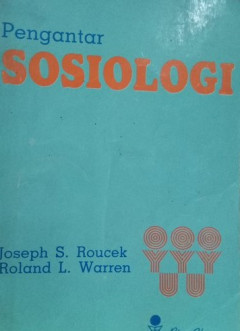 Pengantar
SOSIOLOGI
Joseph S. Roucek
Roland L. Warren